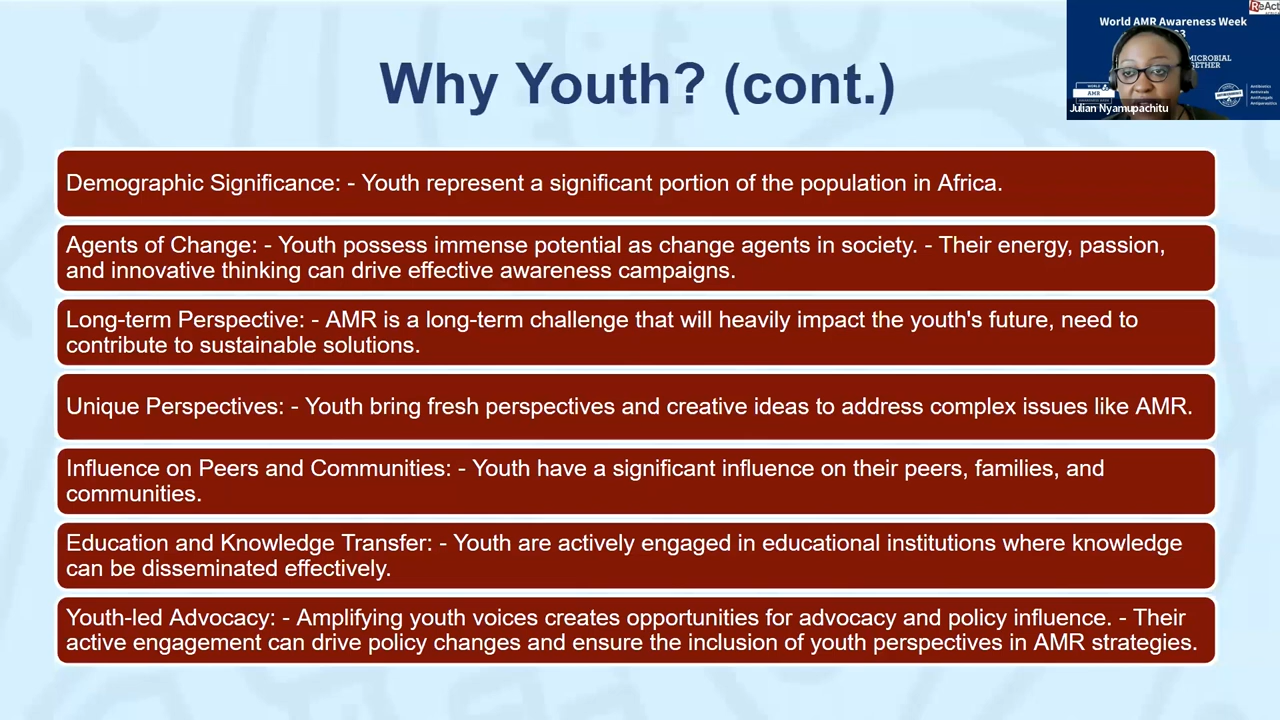 Why Youth? (cont.)
ReAct
World AMR Awareness Week
MICROBIAL
WORLD
AMR
Antibiotics
Antivirals
Antifungals
Antiparasitics
Julian Nyamupachitu
Demographic Significance: - Youth represent a significant portion of the population in Africa.
Agents of Change: - Youth possess immense potential as change agents in society. - Their energy, passion,
and innovative thinking can drive effective awareness campaigns.
Long-term Perspective: - AMR is a long-term challenge that will heavily impact the youth's future, need to
contribute to sustainable solutions.
Unique Perspectives: - Youth bring fresh perspectives and creative ideas to address complex issues like AMR.
Influence on Peers and Communities: - Youth have a significant influence on their peers, families, and
communities.
Education and Knowledge Transfer: - Youth are actively engaged in educational institutions where knowledge
can be disseminated effectively.
Youth-led Advocacy: - Amplifying youth voices creates opportunities for advocacy and policy influence. - Their
active engagement can drive policy changes and ensure the inclusion of youth perspectives in AMR strategies.